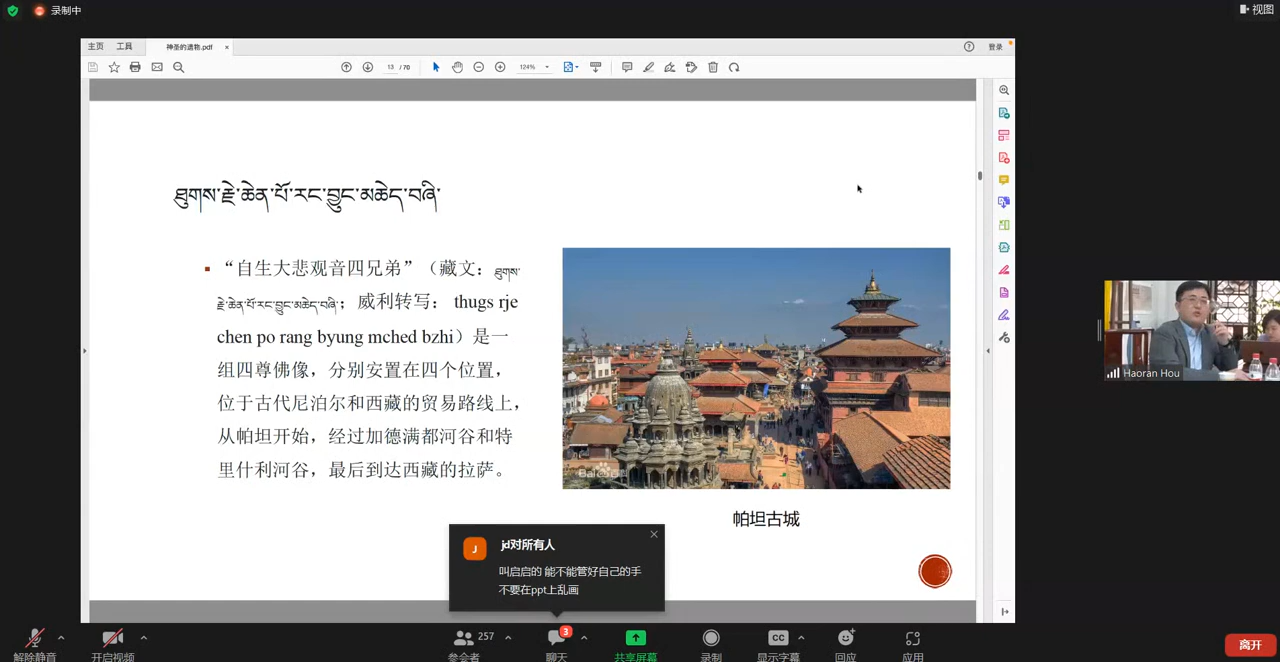 录制中
视图
主页 工具 神圣的遗物.pdf ×
登录
13 / 70
124%
ཐུགས་རྗེ་ཆེན་པོ་རང་བྱུང་མཆེད་བཞི་
“自生大悲观音四兄弟”（藏文：ཐུགས་
རྗེ་ཆེན་པོ་རང་བྱུང་མཆེད་བཞི་；威利转写：thugs rje
chen po rang byung mched bzhi）是一
组四尊佛像，分别安置在四个位置，
位于古代尼泊尔和西藏的贸易路线上，
从帕坦开始，经过加德满都河谷和特
里什利河谷，最后到达西藏的拉萨。
帕坦古城
Haoran Hou
J
jd对所有人
叫启启的 能不能管好自己的手
不要在ppt上乱画
解除静音
开启视频
257
参会者
3
聊天
共享屏幕
录制
CC
显示字幕
回应
应用
离开